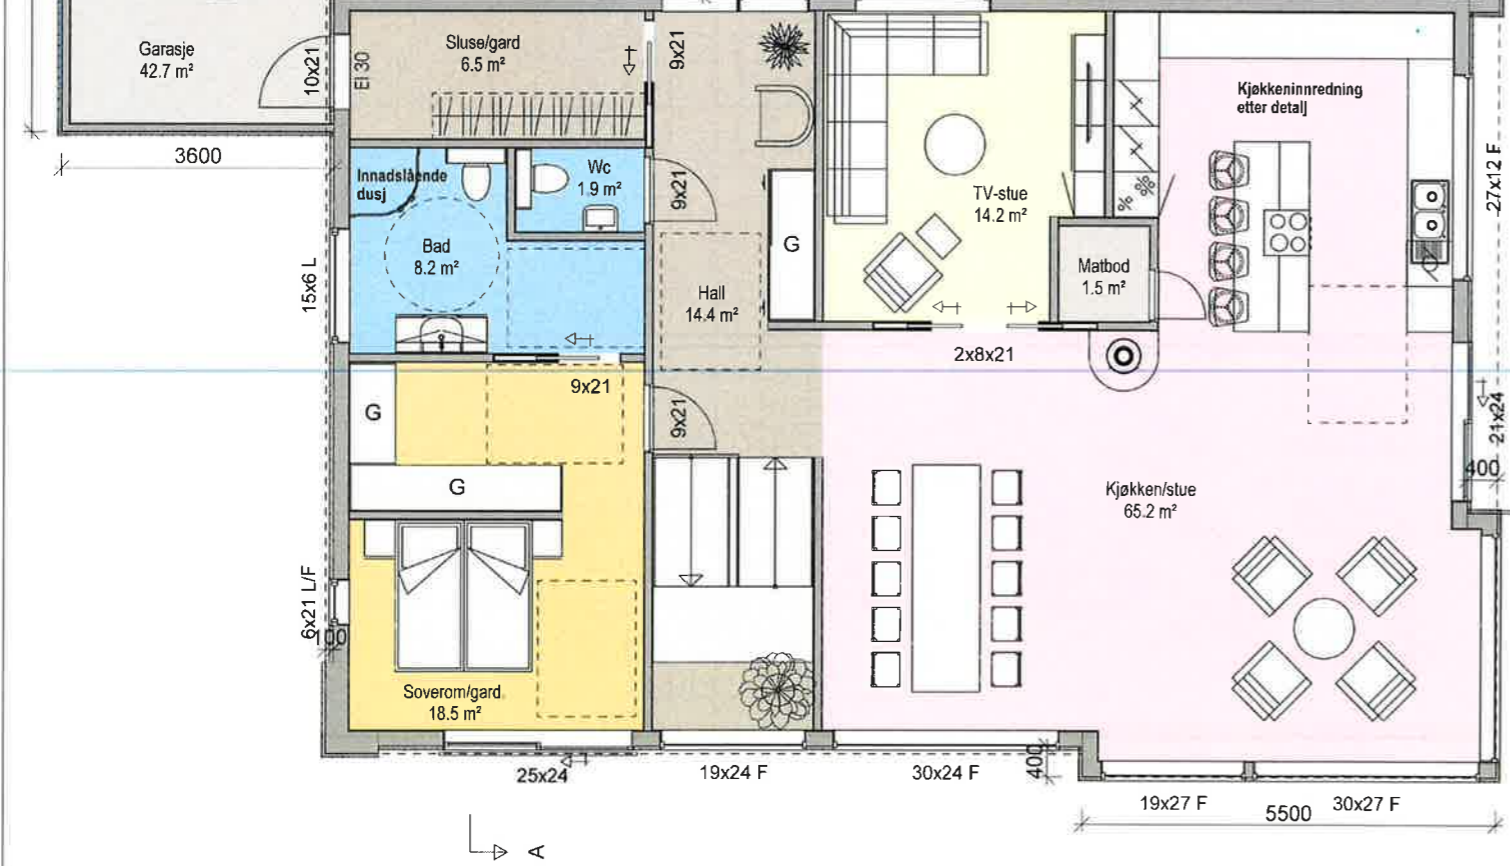 Garasje
42.7 m²
10x21
EI 30
Sluse/gard
6.5 m²
9x21
Kjøkkeninnredning
etter detalj
3600
Innadslående
dusj
Wc
1.9 m²
9x21
TV-stue
14.2 m²
% %
27x12 F
Bad
8.2 m²
G
Matbod
1.5 m²
15x6 L
Hall
14.4 m²
2x8x21
9x21
G
9x21
21x24
400
G
Kjøkken/stue
65.2 m²
6x21 L/F
100
Soverom/gard
18.5 m²
25x24
19x24 F
30x24 F
400
19x27 F
5500
30x27 F
A